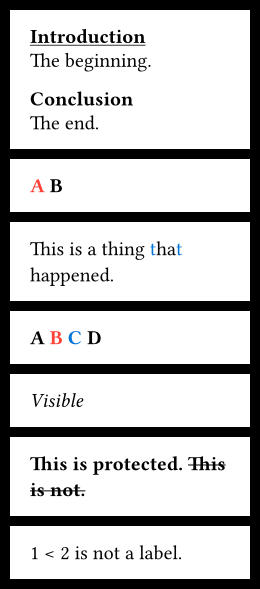 Introduction
The beginning.
Conclusion
The end.
A B
This is a thing that
happened.
A B C D
Visible
This is protected. This
is not.
1 < 2 is not a label.